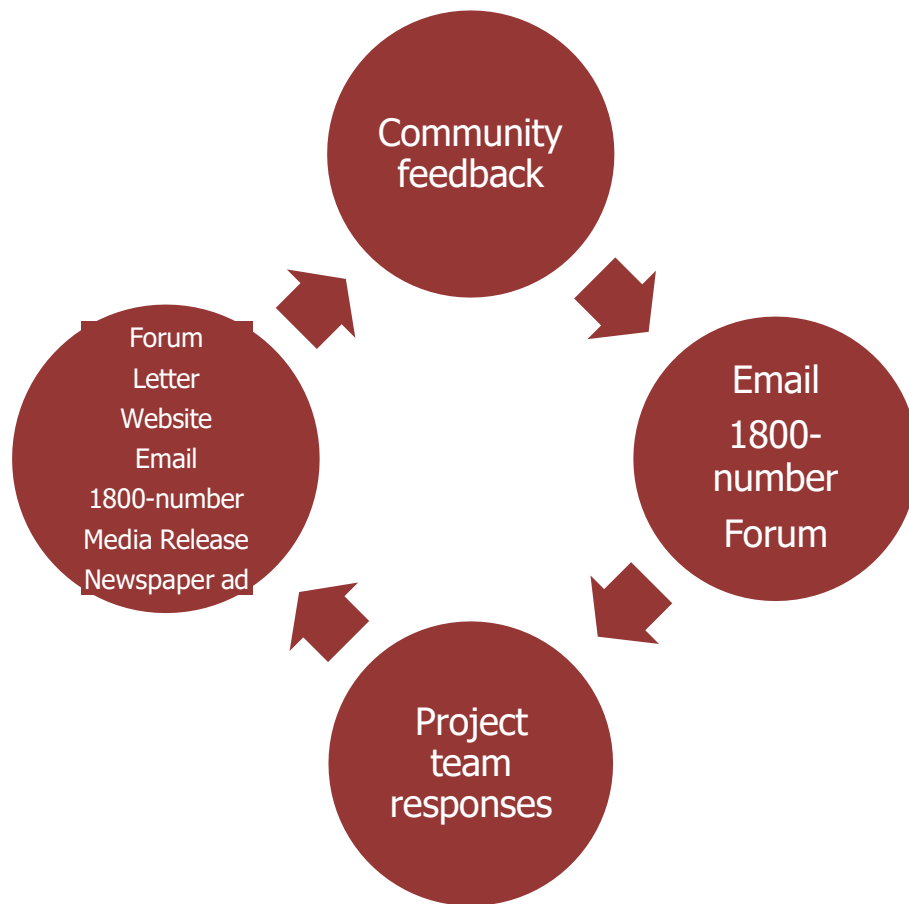 Community
feedback
Email
1800-
number
Forum
Project
team
responses
Forum
Letter
Website
Email
1800-number
Media Release
Newspaper ad